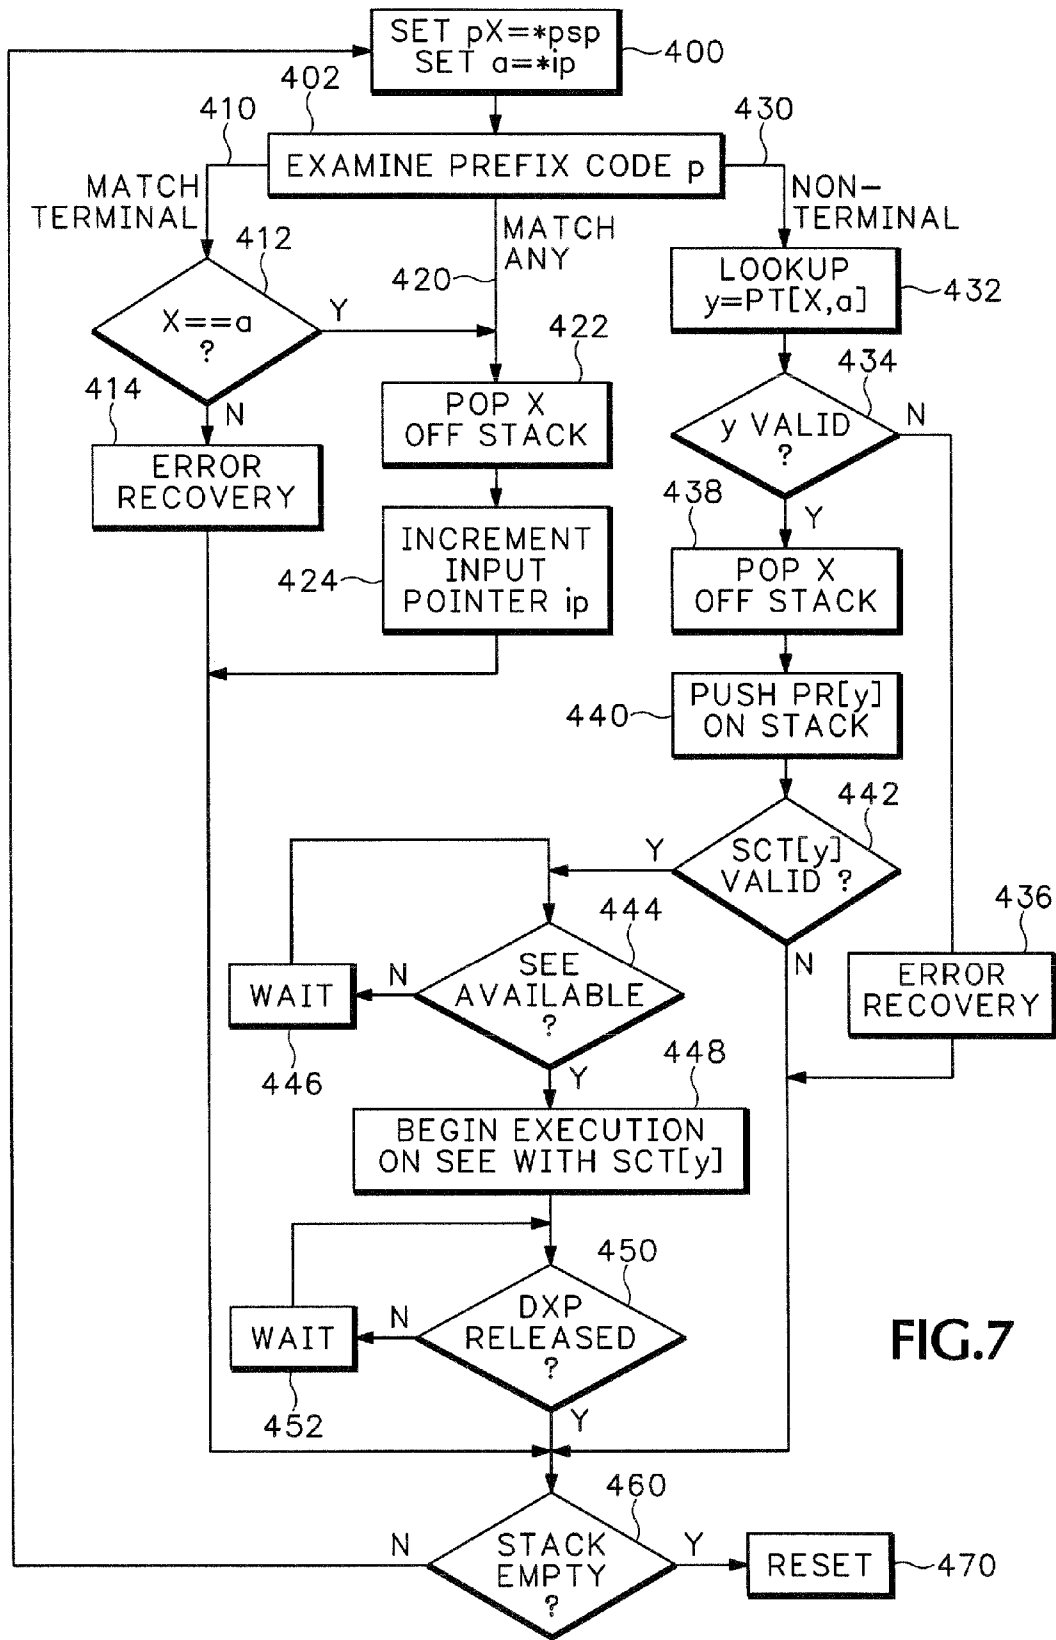 SET pX=*psp
SET a=*ip
400
402
410
430
EXAMINE PREFIX CODE p
MATCH
TERMINAL
MATCH
ANY
NON-
TERMINAL
412
420
LOOKUP
y=PT[X,a]
432
X==a
?
Y
N
422
434
414
POP X
OFF STACK
y VALID
?
N
Y
ERROR
RECOVERY
438
424
INCREMENT
INPUT
POINTER ip
POP X
OFF STACK
440
PUSH PR[y]
ON STACK
442
SCT[y]
VALID ?
Y
N
444
436
WAIT
N
SEE
AVAILABLE
?
Y
ERROR
RECOVERY
446
448
BEGIN EXECUTION
ON SEE WITH SCT[y]
450
WAIT
N
DXP
RELEASED
?
Y
FIG.7
452
460
N
STACK
EMPTY
?
Y
RESET
470